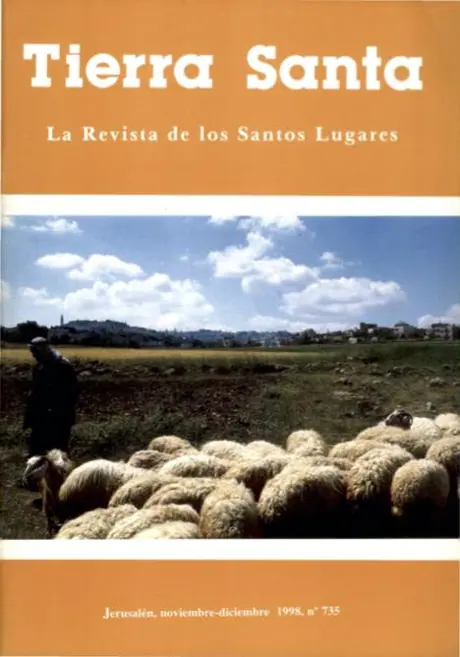 Tierra Santa
La Revista de los Santos Lugares
Jerusalén, noviembre-diciembre 1998, nº 735